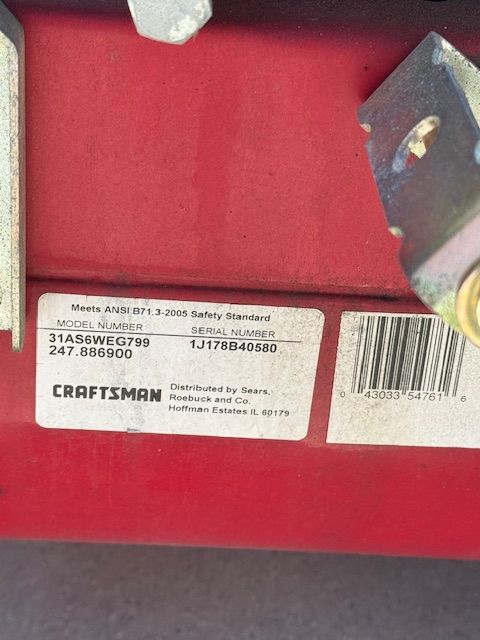 Meets ANSI B71.3-2005 Safety Standard
MODEL NUMBER SERIAL NUMBER
31AS6WEG799 1J178B40580
247.886900
CRAFTSMAN
Distributed by Sears,
Roebuck and Co.
Hoffman Estates IL 60179
0 43033 54761 6